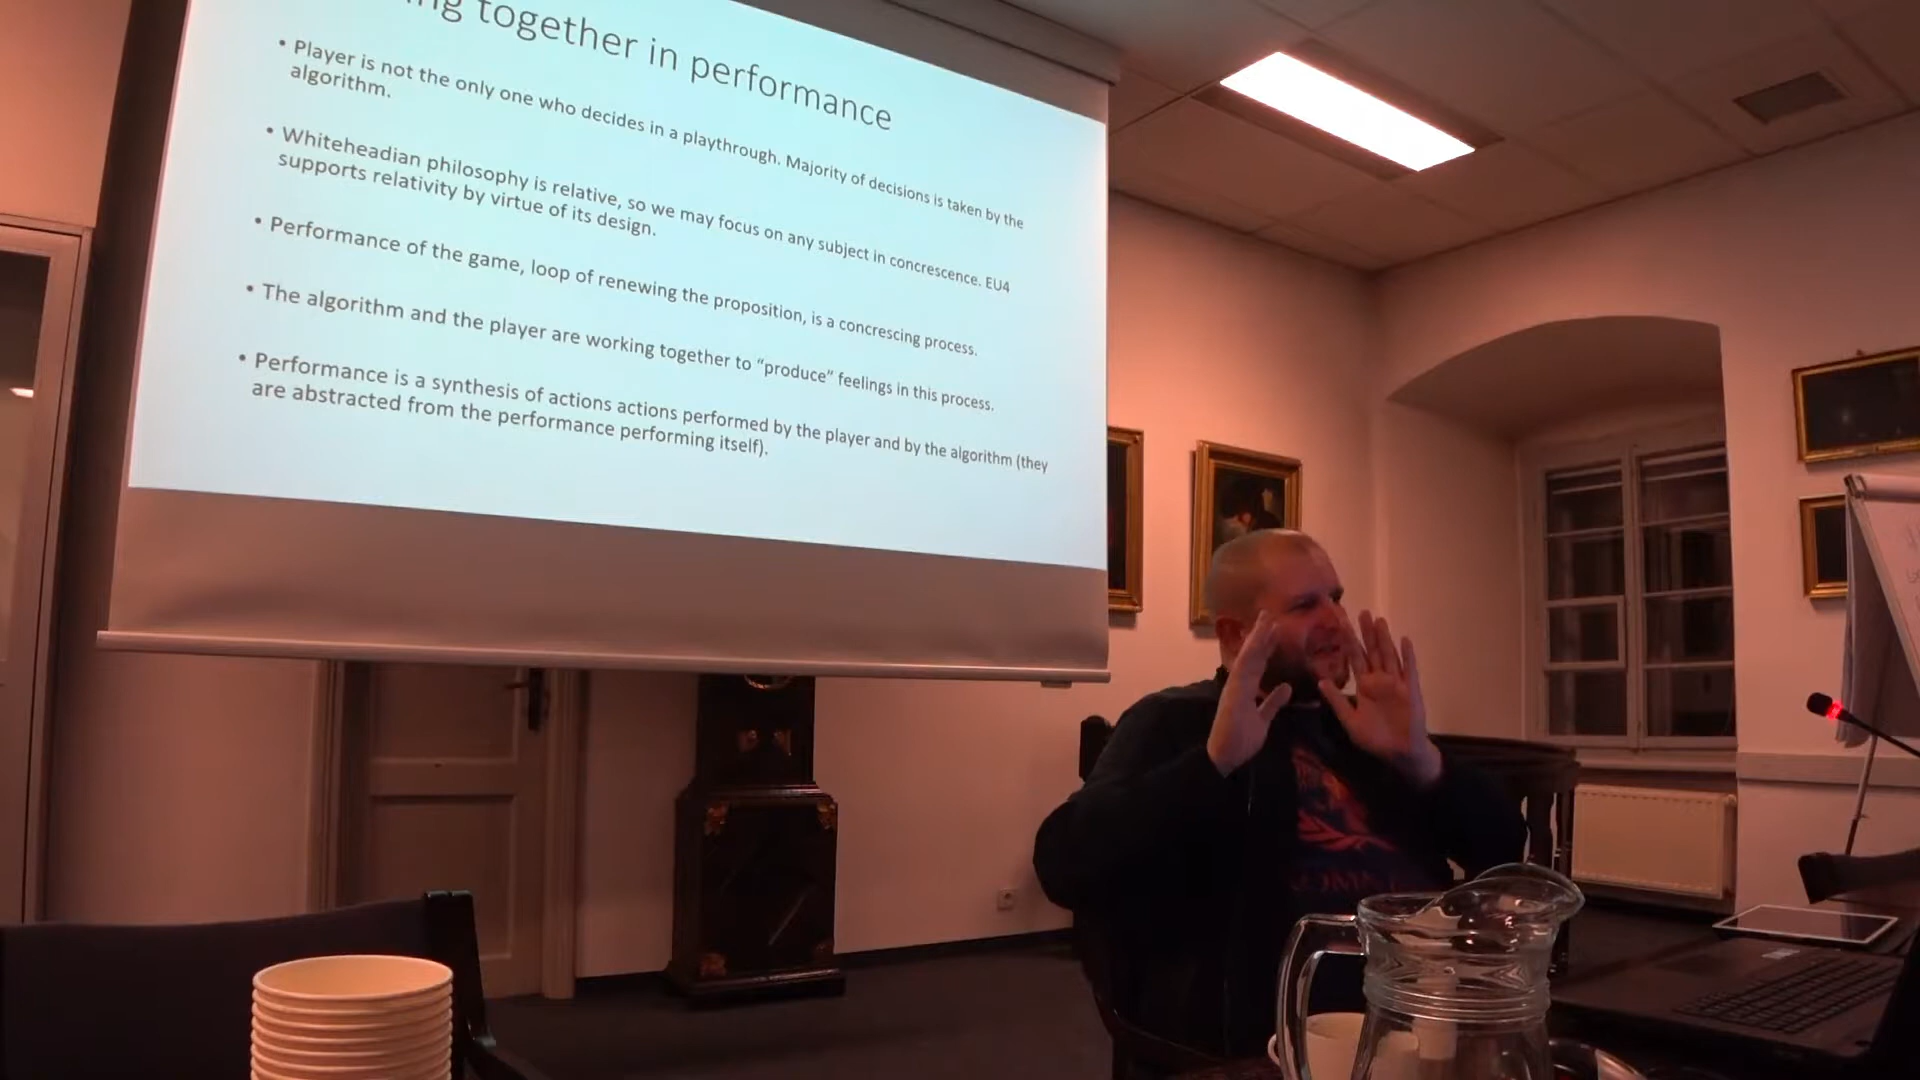 together in performance
• Player is not the only one who decides in a playthrough. Majority of decisions is taken by the
algorithm.
• Whiteheadian philosophy is relative, so we may focus on any subject in concrescence. EU4
supports relativity by virtue of its design.
• Performance of the game, loop of renewing the proposition, is a concrescing process.
• The algorithm and the player are working together to “produce” feelings in this process.
• Performance is a synthesis of actions actions performed by the player and by the algorithm (they
are abstracted from the performance performing itself).